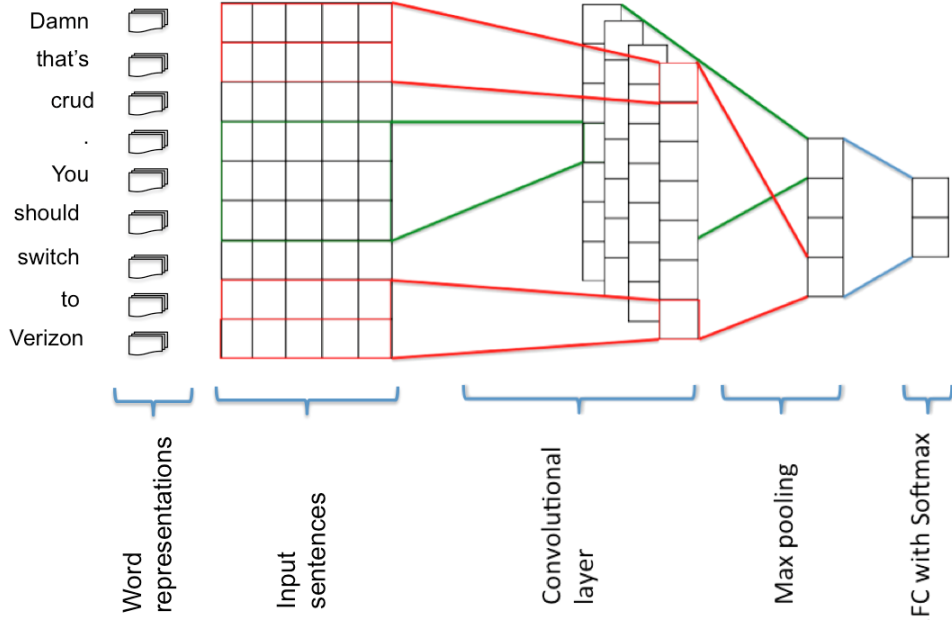 Damn
that's
crud
.
You
should
switch
to
Verizon
Word
representations
Input
sentences
Convolutional
layer
Max pooling
FC with Softmax